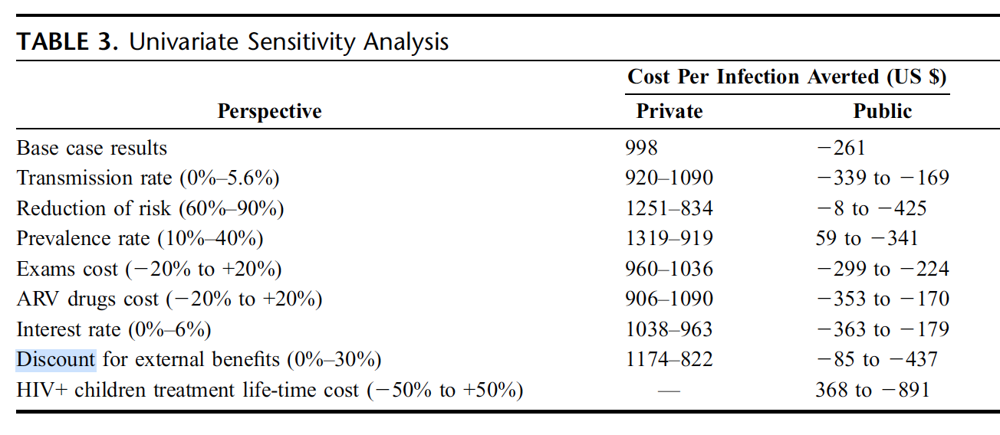 TABLE 3. Univariate Sensitivity Analysis
Cost Per Infection Averted (US $)
Perspective Private Public
Base case results 998 −261
Transmission rate (0%–5.6%) 920–1090 −339 to −169
Reduction of risk (60%–90%) 1251–834 −8 to −425
Prevalence rate (10%–40%) 1319–919 59 to −341
Exams cost (−20% to +20%) 960–1036 −299 to −224
ARV drugs cost (−20% to +20%) 906–1090 −353 to −170
Interest rate (0%–6%) 1038–963 −363 to −179
Discount for external benefits (0%–30%) 1174–822 −85 to −437
HIV+ children treatment life-time cost (−50% to +50%) — 368 to −891